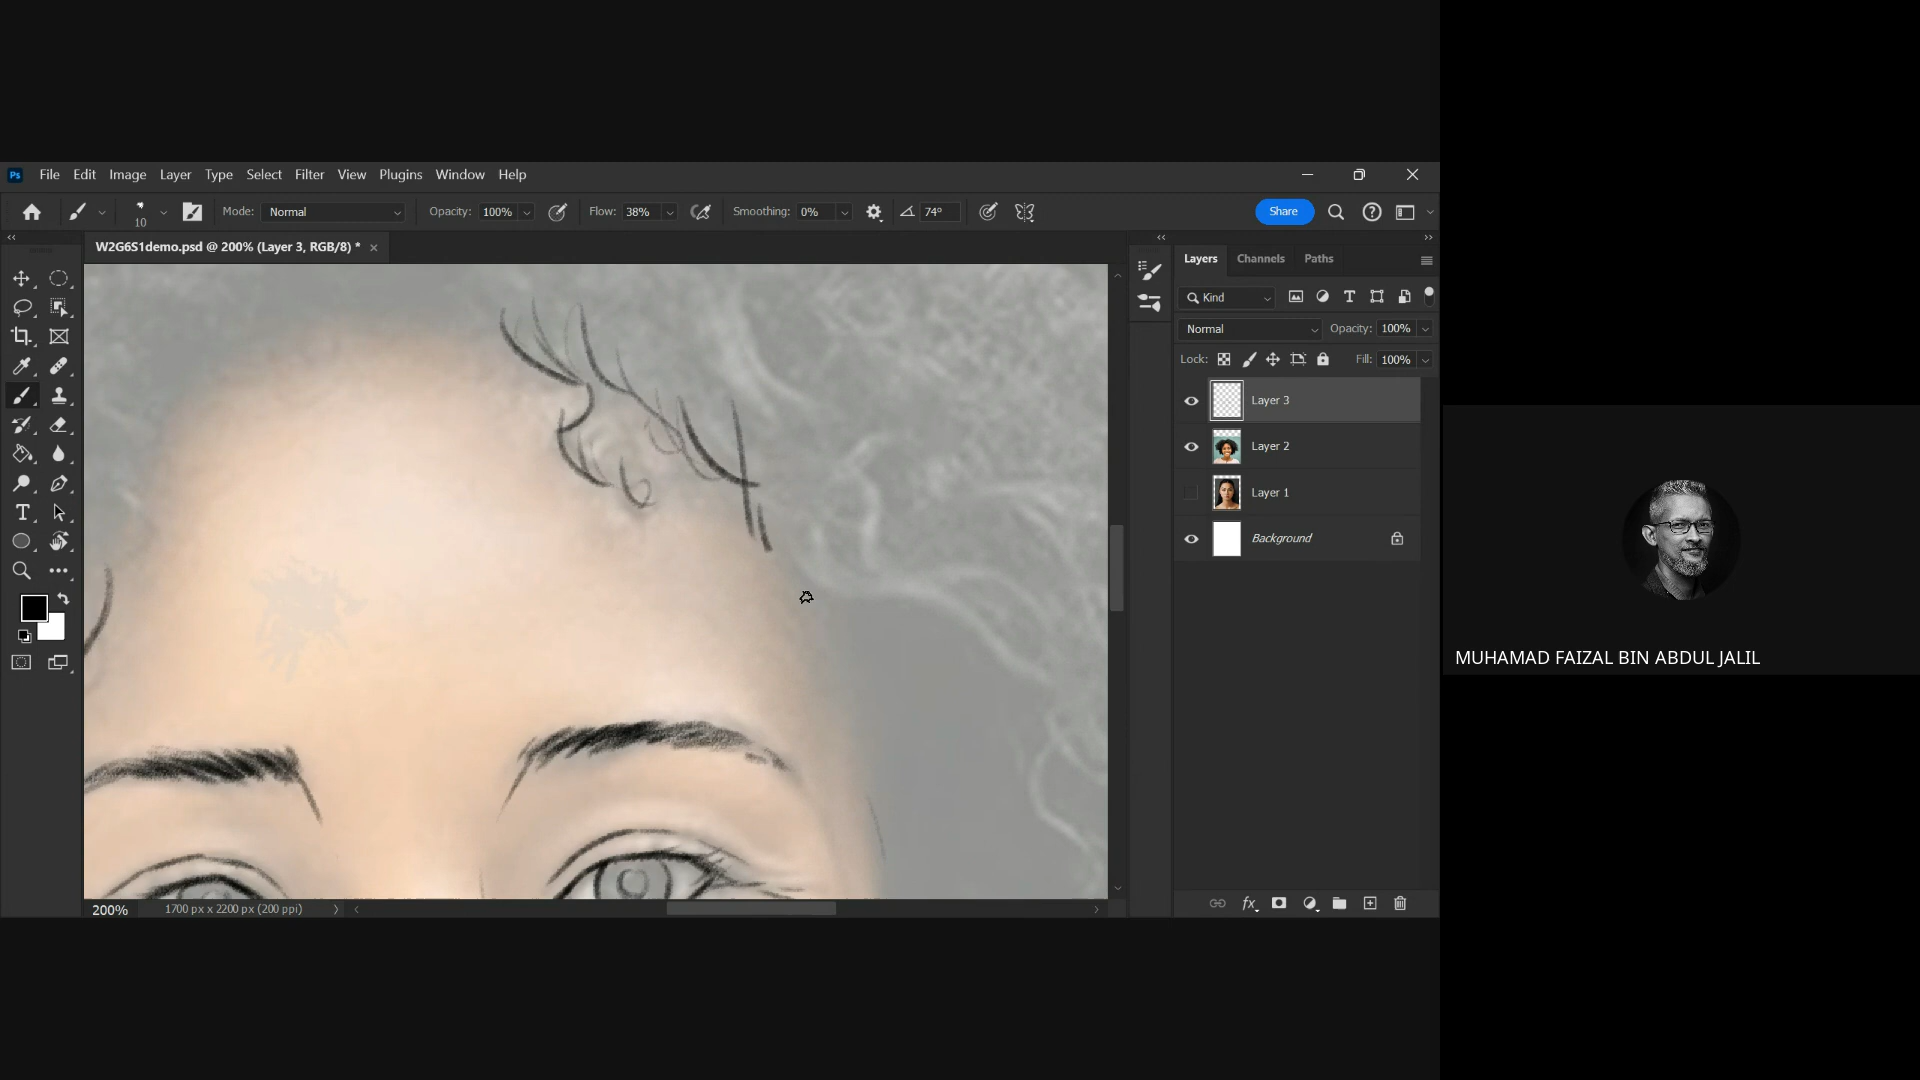 Ps File Edit Image Layer Type Select Filter View Plugins Window Help
10 Mode: Normal Opacity: 100% Flow: 38% Smoothing: 0% 74° Share
W2G6S1demo.psd @ 200% (Layer 3, RGB/8) *
Layers Channels Paths
Kind
Normal Opacity: 100%
Lock: Fill: 100%
Layer 3
Layer 2
Layer 1
Background
200% 1700 px x 2200 px (200 ppi)
fx
MUHAMAD FAIZAL BIN ABDUL JALIL